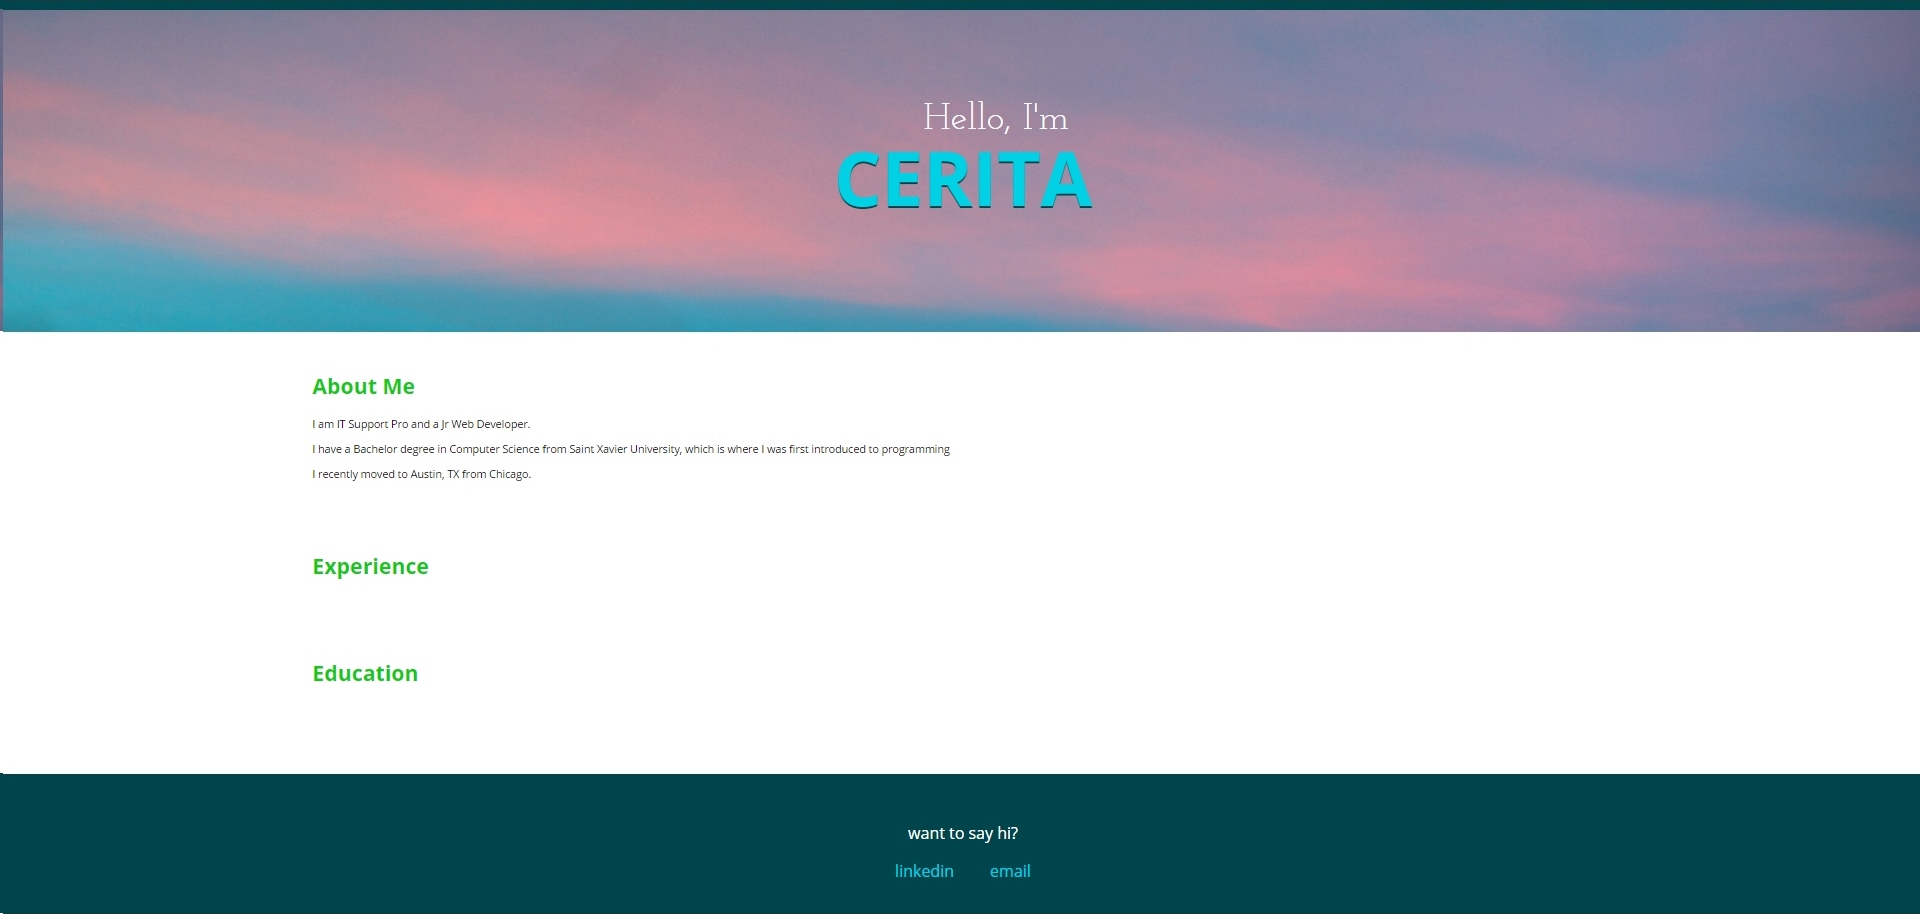 Hello, I'm
CERITA
About Me
I am IT Support Pro and a Jr Web Developer.
I have a Bachelor degree in Computer Science from Saint Xavier University, which is where I was first introduced to programming
I recently moved to Austin, TX from Chicago.
Experience
Education
want to say hi?
linkedin email